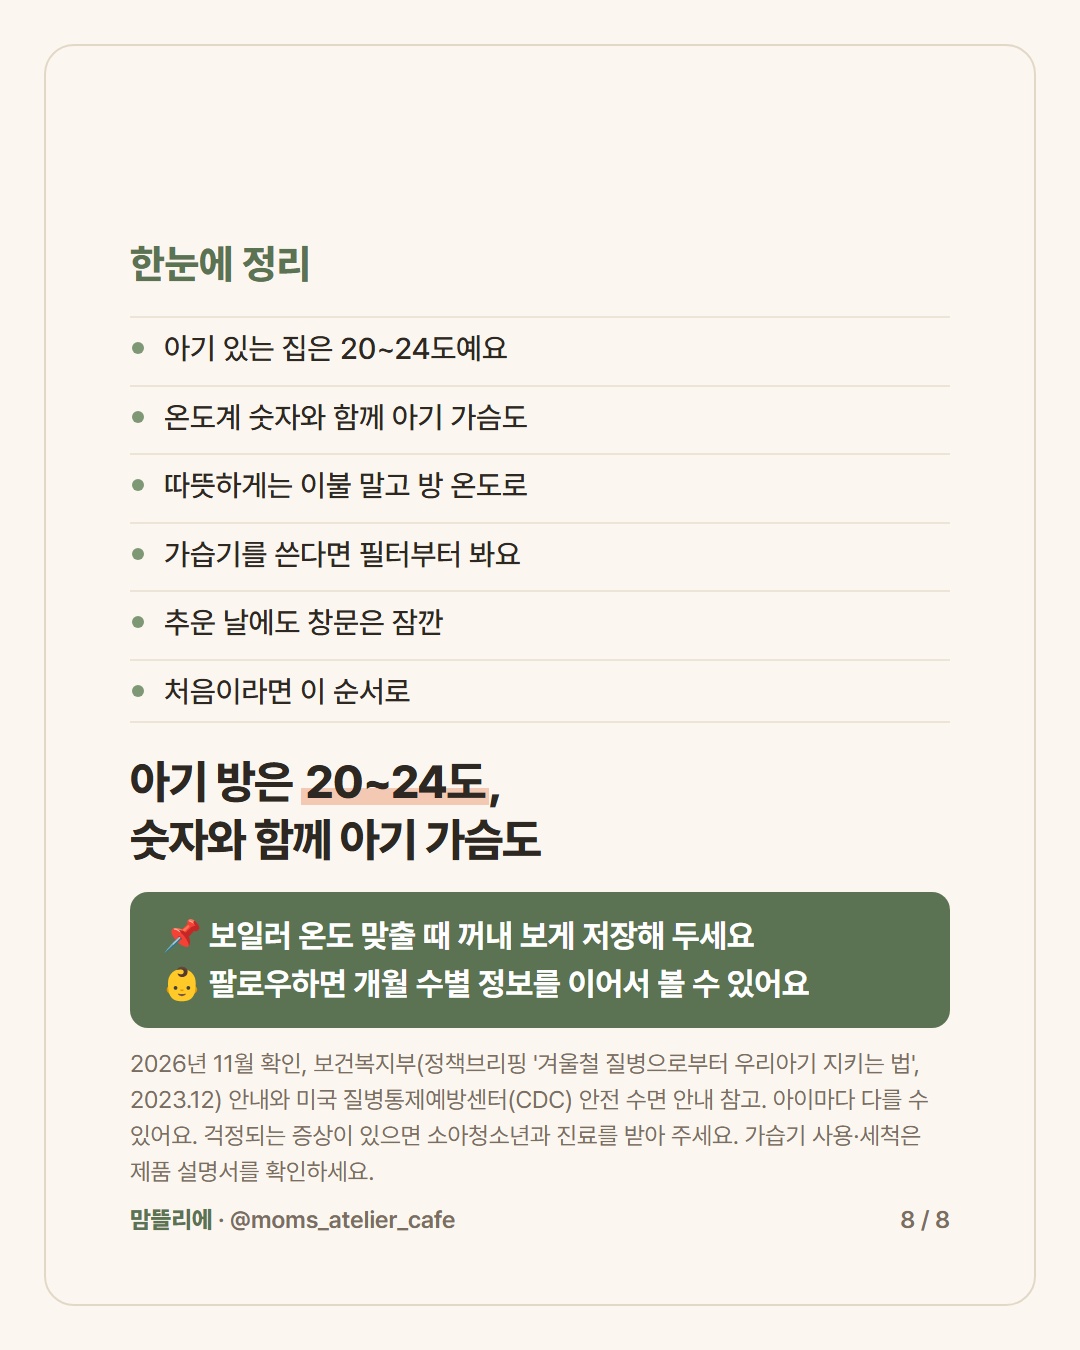 한눈에 정리
아기 있는 집은 20~24도예요
온도계 숫자와 함께 아기 가슴도
따뜻하게는 이불 말고 방 온도로
가습기를 쓴다면 필터부터 봐요
추운 날에도 창문은 잠깐
처음이라면 이 순서로
아기 방은 20~24도,
숫자와 함께 아기 가슴도
📌 보일러 온도 맞출 때 꺼내 보게 저장해 두세요
👶 팔로우하면 개월 수별 정보를 이어서 볼 수 있어요
2026년 11월 확인, 보건복지부(정책브리핑 '겨울철 질병으로부터 우리아기 지키는 법',
2023.12) 안내와 미국 질병통제예방센터(CDC) 안전 수면 안내 참고. 아이마다 다를 수
있어요. 걱정되는 증상이 있으면 소아청소년과 진료를 받아 주세요. 가습기 사용·세척은
제품 설명서를 확인하세요.
맘뜰리에 · @moms_atelier_cafe
8 / 8